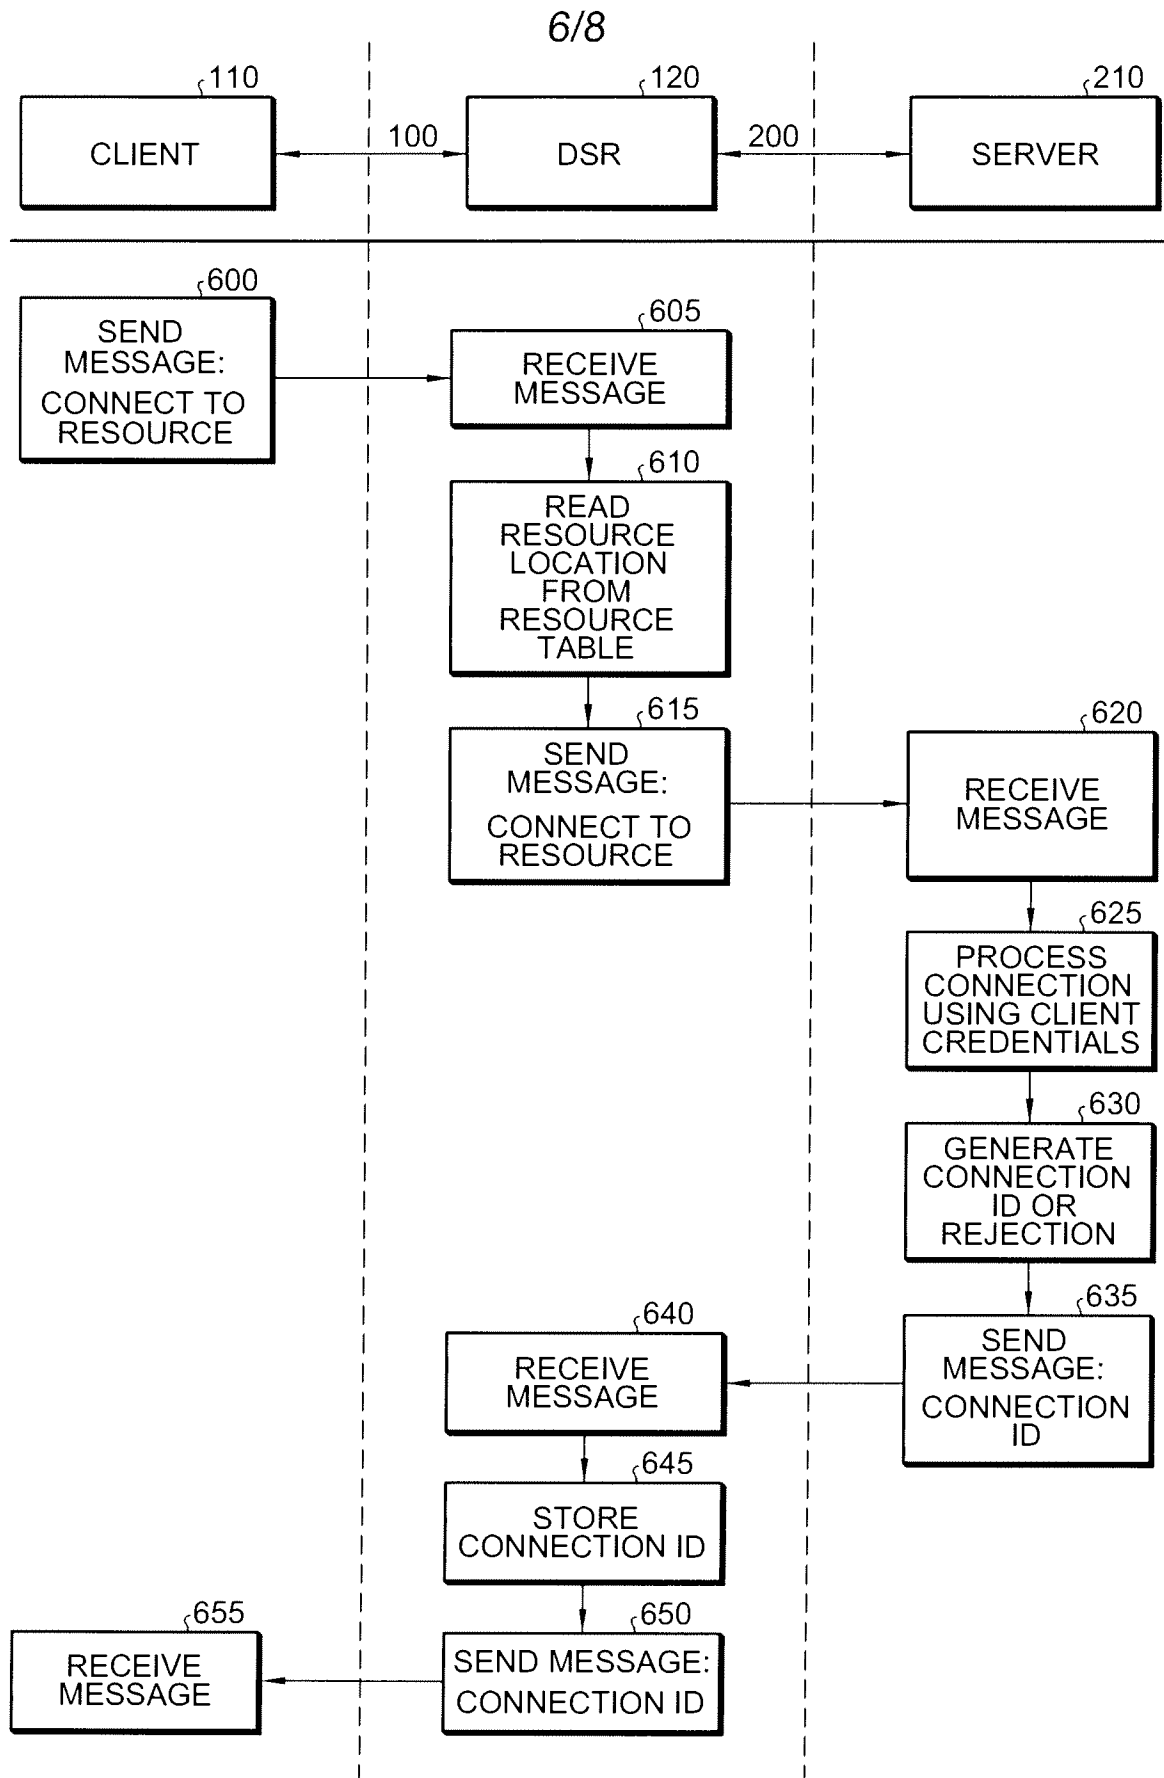 6/8
110
120
210
CLIENT
100
DSR
200
SERVER
600
SEND
MESSAGE:
CONNECT TO
RESOURCE
605
RECEIVE
MESSAGE
610
READ
RESOURCE
LOCATION
FROM
RESOURCE
TABLE
615
SEND
MESSAGE:
CONNECT TO
RESOURCE
620
RECEIVE
MESSAGE
625
PROCESS
CONNECTION
USING CLIENT
CREDENTIALS
630
GENERATE
CONNECTION
ID OR
REJECTION
635
SEND
MESSAGE:
CONNECTION
ID
640
RECEIVE
MESSAGE
645
STORE
CONNECTION ID
650
SEND MESSAGE:
CONNECTION ID
655
RECEIVE
MESSAGE